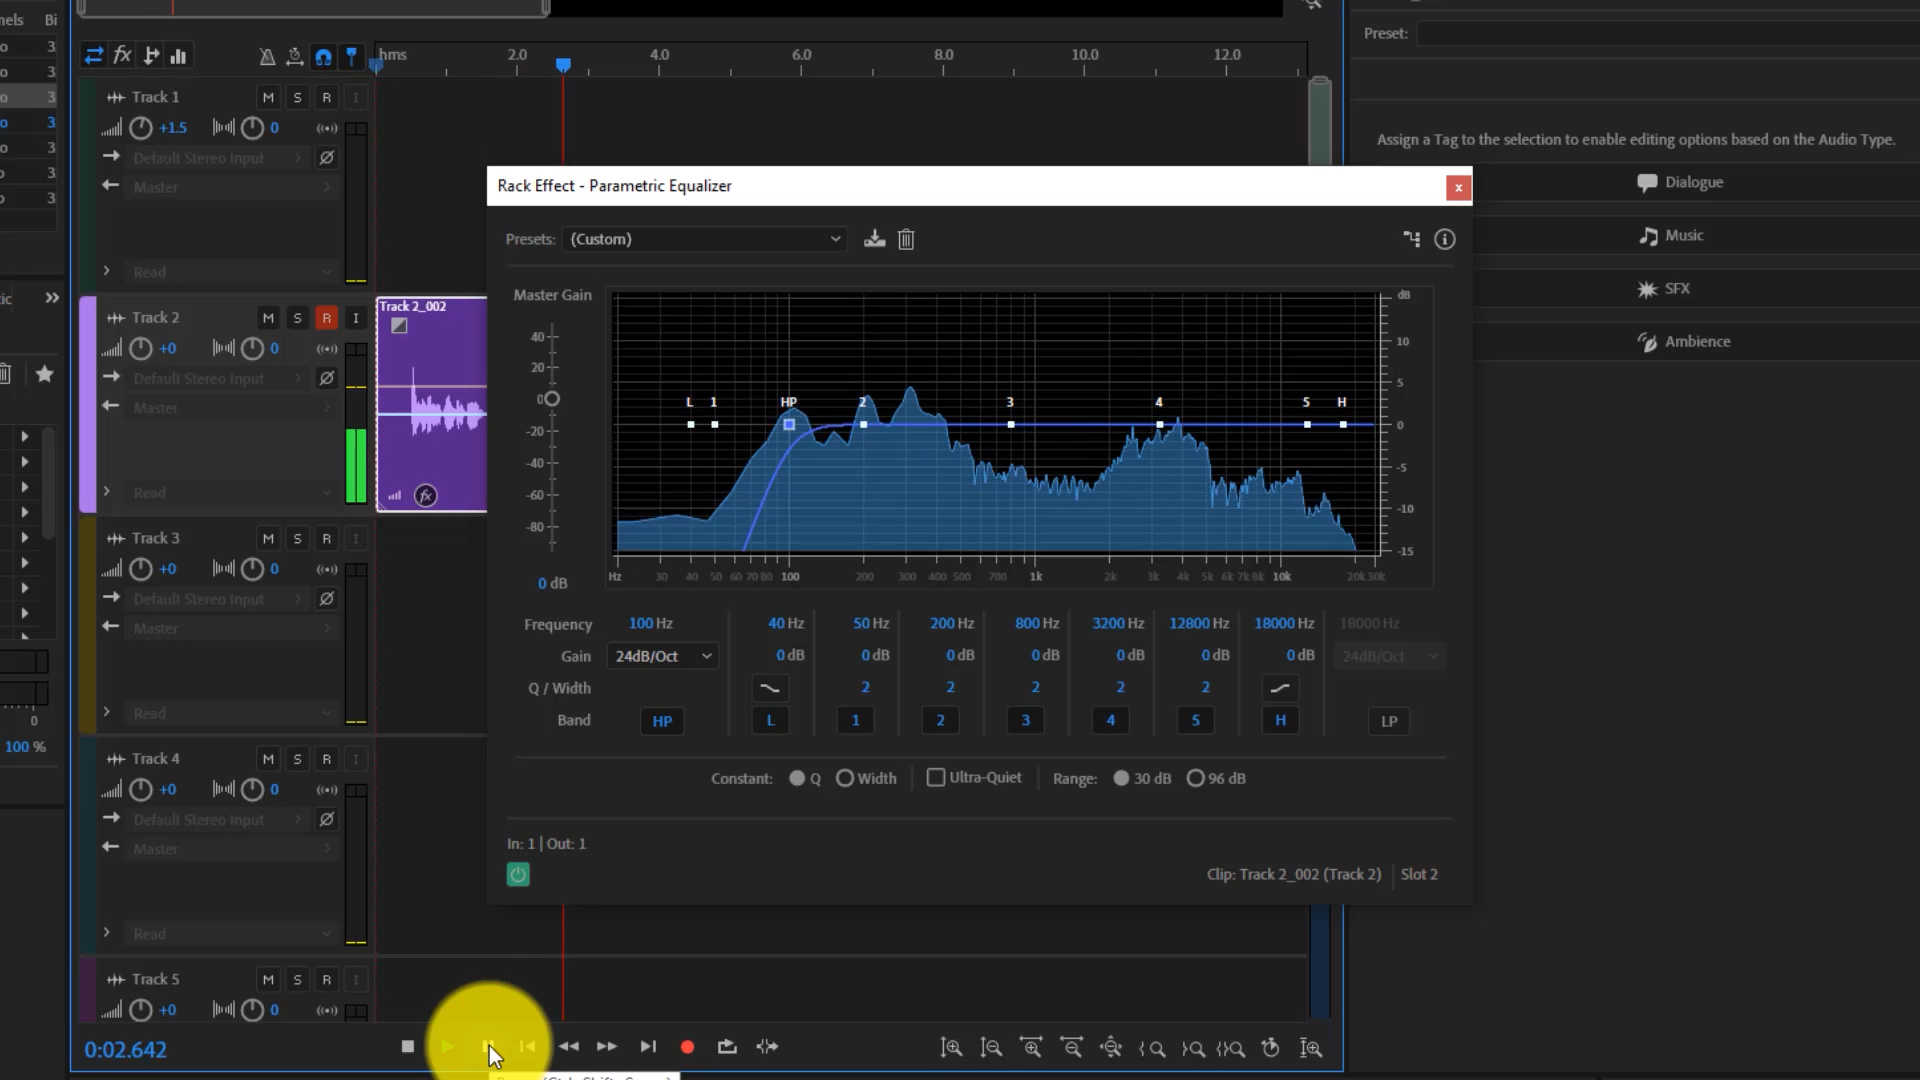 nels Bi
Preset:
hms 2.0 4.0 6.0 8.0 10.0 12.0
Track 1 M S R I
+1.5 0
Default Stereo Input
Master
Read
Assign a Tag to the selection to enable editing options based on the Audio Type.
Dialogue
Music
SFX
Ambience
Rack Effect - Parametric Equalizer
Presets: (Custom)
Master Gain
40
20
0
-20
-40
-60
-80
0 dB
L 1 HP 2 3 4 5 H
dB
10
5
0
-5
-10
-15
Hz 30 40 50 60 70 80 100 200 300 400 500 700 1k 2k 3k 4k 5k 6k 7k 8k 10k 20k 30k
Frequency 100 Hz 40 Hz 50 Hz 200 Hz 800 Hz 3200 Hz 12800 Hz 18000 Hz 18000 Hz
Gain 24dB/Oct 0 dB 0 dB 0 dB 0 dB 0 dB 0 dB 0 dB 24dB/Oct
Q / Width 2 2 2 2 2
Band HP L 1 2 3 4 5 H LP
Constant: Q Width Ultra-Quiet Range: 30 dB 96 dB
In: 1 | Out: 1
Clip: Track 2_002 (Track 2) Slot 2
Track 2 M S R I
+0 0
Default Stereo Input
Master
Read
Track 2_002
fx
Track 3 M S R I
+0 0
Default Stereo Input
Master
Read
Track 4 M S R I
+0 0
Default Stereo Input
Master
Read
Track 5 M S R I
+0 0
0
100 %
0:02.642